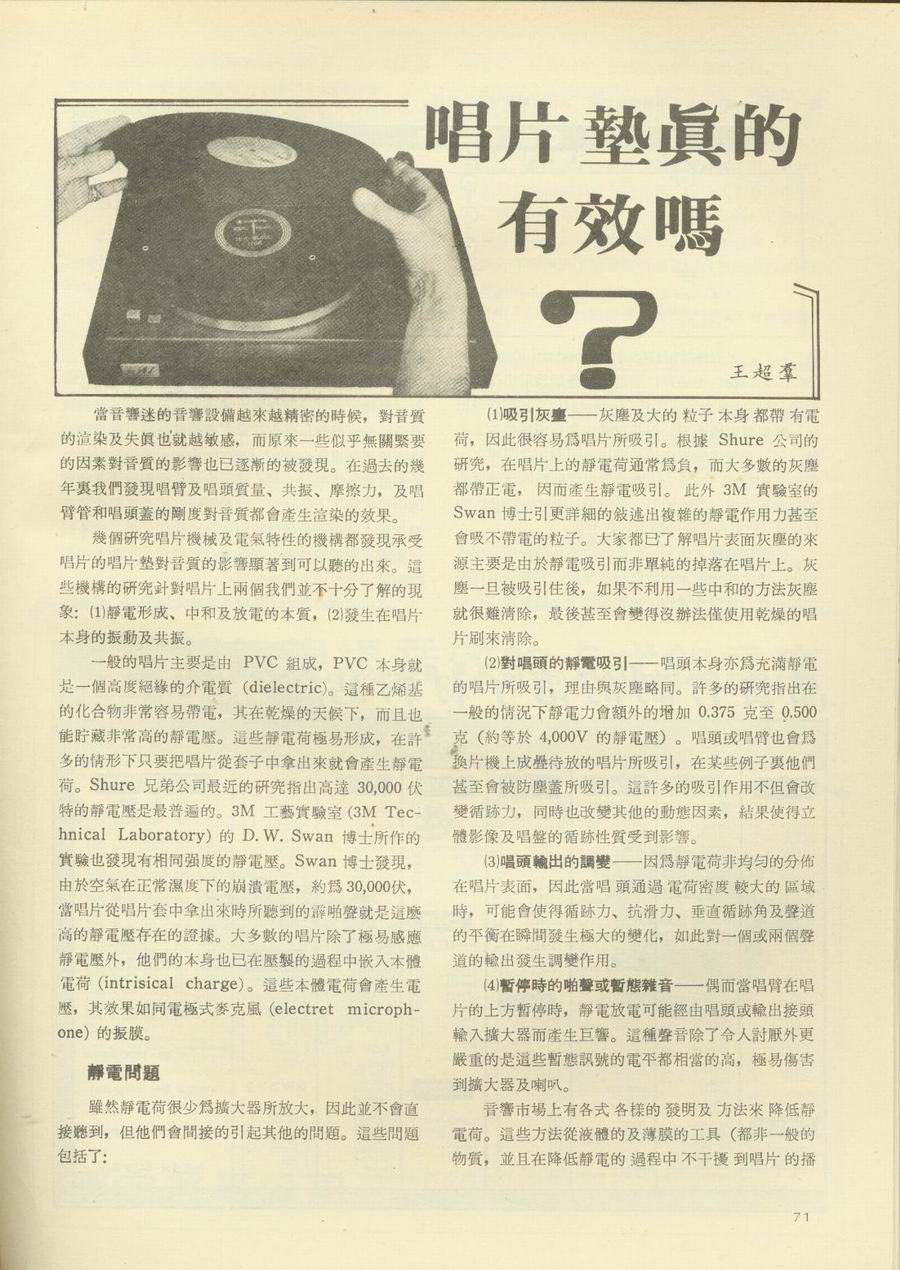 唱片墊眞的
有效嗎
?
王超羣
當音響迷的音響設備越來越精密的時候，對音質
的渲染及失眞也就越敏感，而原來一些似乎無關緊要
的因素對音質的影響也已逐漸的被發現。在過去的幾
年裏我們發現唱臂及唱頭質量、共振、摩擦力，及唱
臂管和唱頭蓋的剛度對音質都會產生渲染的效果。
幾個研究唱片機械及電氣特性的機構都發現承受
唱片的唱片墊對音質的影響顯著到可以聽的出來。這
些機構的研究針對唱片上兩個我們並不十分了解的現
象：⑴靜電形成、中和及放電的本質，⑵發生在唱片
本身的振動及共振。
一般的唱片主要是由 PVC 組成，PVC 本身就
是一個高度絕緣的介電質 (dielectric)。這種乙烯基
的化合物非常容易帶電，其在乾燥的天候下，而且也
能貯藏非常高的靜電壓。這些靜電荷極易形成，在許
多的情形下只要把唱片從套子中拿出來就會產生靜電
荷。Shure 兄弟公司最近的研究指出高達 30,000 伏
特的靜電壓是最普遍的。3M 工藝實驗室 (3M Tec-
hnical Laboratory) 的 D. W. Swan 博士所作的
實驗也發現有相同强度的靜電壓。Swan 博士發現，
由於空氣在正常濕度下的崩潰電壓，約爲 30,000伏，
當唱片從唱片套中拿出來時所聽到的霹啪聲就是這麼
高的靜電壓存在的證據。大多數的唱片除了極易感應
靜電壓外，他們的本身也已在壓製的過程中嵌入本體
電荷 (intrisical charge)。這些本體電荷會產生電
壓，其效果如同電極式麥克風 (electret microph-
one) 的振膜。
靜電問題
雖然靜電荷很少爲擴大器所放大，因此並不會直
接聽到，但他們會間接的引起其他的問題。這些問題
包括了：
⑴吸引灰塵——灰塵及大的粒子本身都帶有電
荷，因此很容易爲唱片所吸引。根據 Shure 公司的
研究，在唱片上的靜電荷通常爲負，而大多數的灰塵
都帶正電，因而產生靜電吸引。此外 3M 實驗室的
Swan 博士引更詳細的敍述出複雜的靜電作用力甚至
會吸不帶電的粒子。大家都已了解唱片表面灰塵的來
源主要是由於靜電吸引而非單純的掉落在唱片上。灰
塵一旦被吸引住後，如果不利用一些中和的方法灰塵
就很難清除，最後甚至會變得沒辦法僅使用乾燥的唱
片刷來清除。
⑵對唱頭的靜電吸引——唱頭本身亦爲充滿靜電
的唱片所吸引，理由與灰塵略同。許多的研究指出在
一般的情況下靜電力會額外的增加 0.375 克至 0.500
克（約等於 4,000V 的靜電壓）。唱頭或唱臂也會爲
換片機上成疊待放的唱片所吸引，在某些例子裏他們
甚至會被防塵蓋所吸引。這許多的吸引作用不但會改
變循跡力，同時也改變其他的動態因素，結果使得立
體影像及唱盤的循跡性質受到影響。
⑶唱頭輸出的調變——因爲靜電荷非均勻的分佈
在唱片表面，因此當唱頭通過電荷密度較大的區域
時，可能會使得循跡力、抗滑力、垂直循跡角及聲道
的平衡在瞬間發生極大的變化，如此對一個或兩個聲
道的輸出發生調變作用。
⑷暫停時的啪聲或暫態雜音——偶而當唱臂在唱
片的上方暫停時，靜電放電可能經由唱頭或輸出接頭
輸入擴大器而產生巨響。這種聲音除了令人討厭外更
嚴重的是這些暫態訊號的電平都相當的高，極易傷害
到擴大器及喇叭。
音響市場上有各式各樣的發明及方法來降低靜
電荷。這些方法從液體的及薄膜的工具（都非一般的
物質，並且在降低靜電的過程中不干擾到唱片的播
71